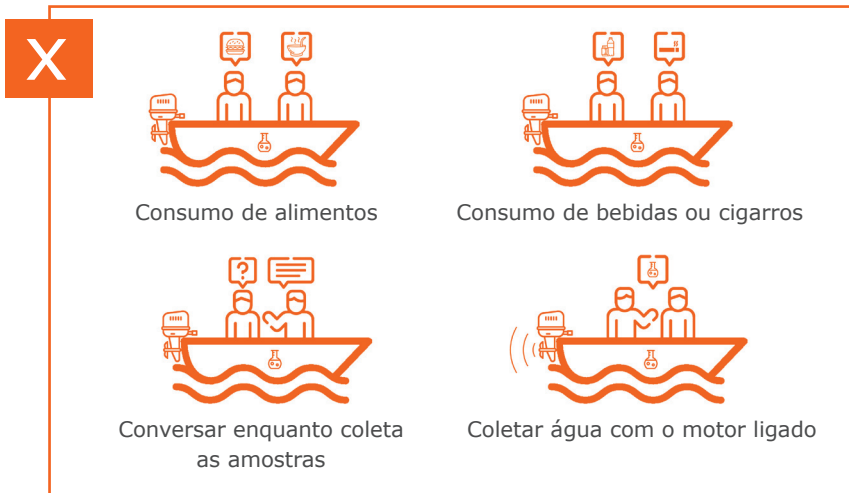 X
Consumo de alimentos
Consumo de bebidas ou cigarros
?
Conversar enquanto coleta
as amostras
Coletar água com o motor ligado